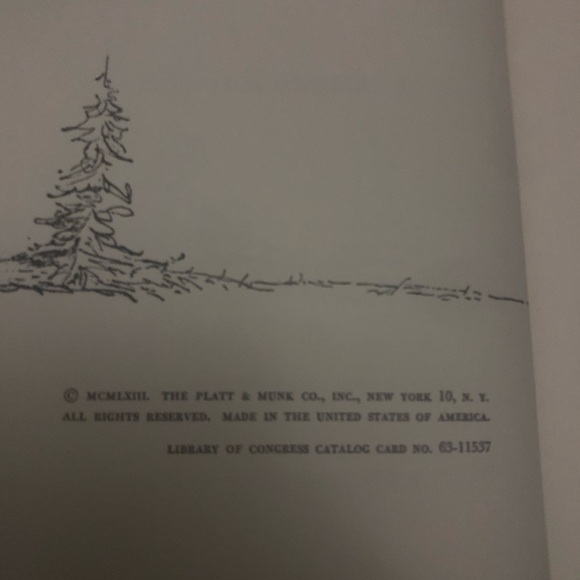 © MCMLXIII. THE PLATT & MUNK CO., INC., NEW YORK 10, N. Y.
ALL RIGHTS RESERVED. MADE IN THE UNITED STATES OF AMERICA.
LIBRARY OF CONGRESS CATALOG CARD NO. 63-11537